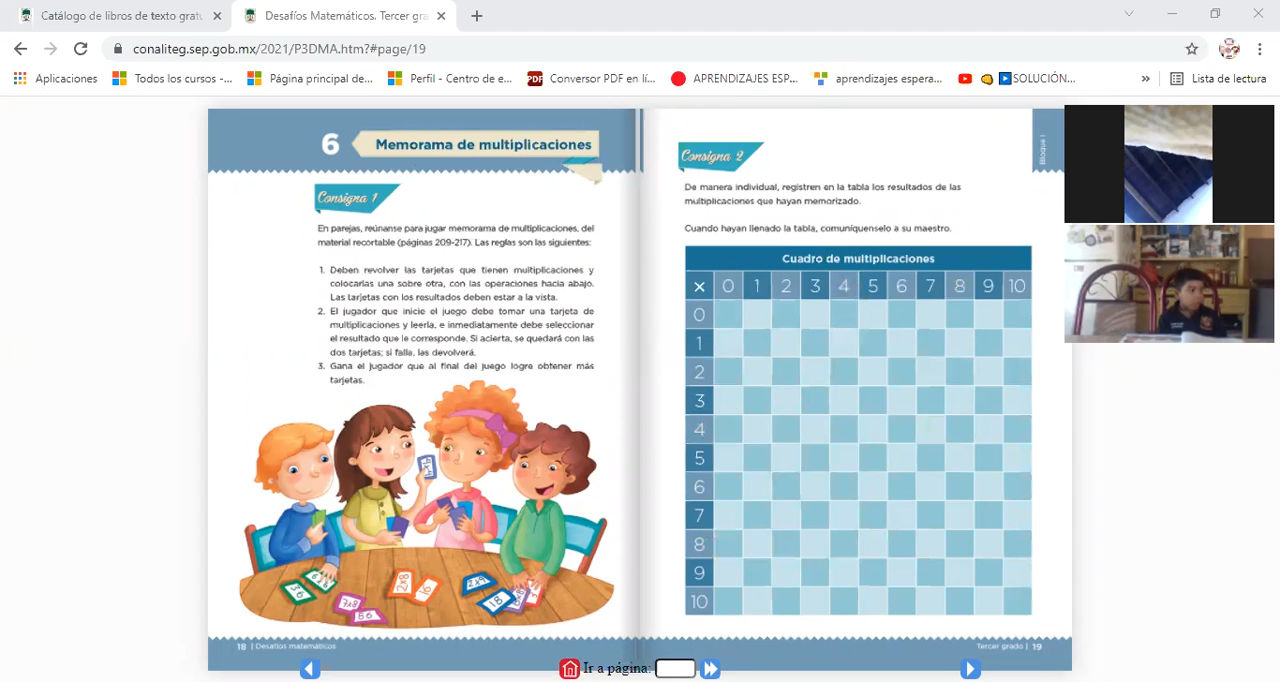 Catálogo de libros de texto gratu
Desafíos Matemáticos. Tercer gra
conaliteg.sep.gob.mx/2021/P3DMA.htm?#page/19
Aplicaciones
Todos los cursos -...
Página principal de...
Perfil - Centro de e...
PDF
Conversor PDF en lí...
APRENDIZAJES ESP...
aprendizajes espera...
SOLUCIÓN...
»
Lista de lectura
6
Memorama de multiplicaciones
Consigna 1
En parejas, reúnanse para jugar memorama de multiplicaciones, del
material recortable (páginas 209-217). Las reglas son las siguientes:
1. Deben revolver las tarjetas que tienen multiplicaciones y
colocarlas una sobre otra, con las operaciones hacia abajo.
Las tarjetas con los resultados deben estar a la vista.
2. El jugador que inicie el juego debe tomar una tarjeta de
multiplicaciones y leerla, e inmediatamente debe seleccionar
el resultado que le corresponde. Si acierta, se quedará con las
dos tarjetas; si falla, las devolverá.
3. Gana el jugador que al final del juego logre obtener más
tarjetas.
36
7x8
56
2x8
16
2x9
18
18 | Desafíos matemáticos
Bloque I
Consigna 2
De manera individual, registren en la tabla los resultados de las
multiplicaciones que hayan memorizado.
Cuando hayan llenado la tabla, comuníquenselo a su maestro.
Cuadro de multiplicaciones
× 0 1 2 3 4 5 6 7 8 9 10
0
1
2
3
4
5
6
7
8
9
10
Tercer grado | 19
Ir a página: